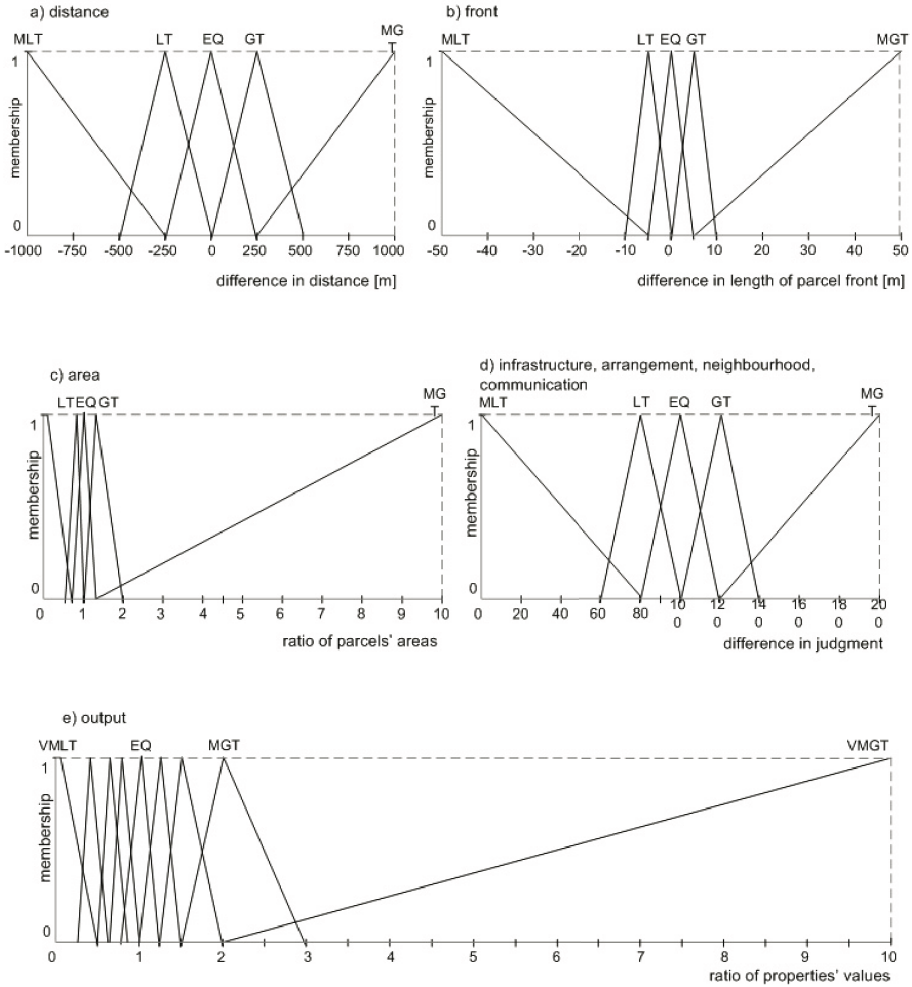 a) distance
MLT LT EQ GT MG
T
1
membership
0
-1000 -750 -500 -250 0 250 500 750 1000
difference in distance [m]
b) front
MLT LT EQ GT MGT
1
membership
0
-50 -40 -30 -20 -10 0 10 20 30 40 50
difference in length of parcel front [m]
c) area
LT EQ GT MG
T
1
membership
0
0 1 2 3 4 5 6 7 8 9 10
ratio of parcels' areas
d) infrastructure, arrangement, neighbourhood,
communication
MLT LT EQ GT MG
T
1
membership
0
0 20 40 60 80 10 12 14 16 18 20
0 0 0 0 0 0
difference in judgment
e) output
VMLT EQ MGT VMGT
1
membership
0
0 1 2 3 4 5 6 7 8 9 10
ratio of properties' values